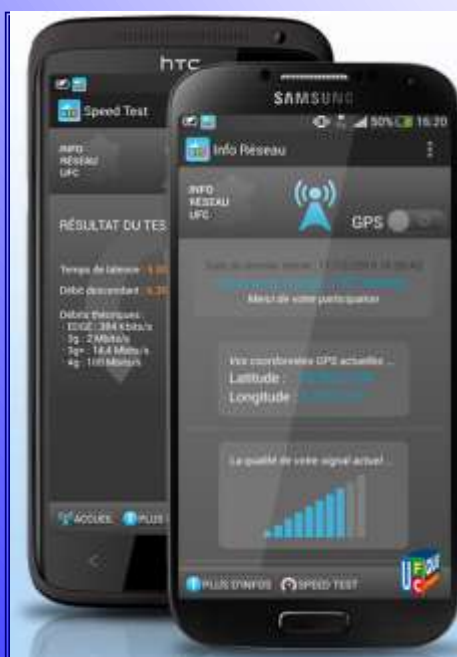 hTC
Speed Test
INFO
RÉSEAU
UFC
RÉSULTAT DU TES
Temps de latence :
Débit descendant :
Débits théoriques :
EDGE : 384 Kbits/s
3g : 2 Mbits/s
3g+ : 14,4 Mbits/s
4g : 100 Mbits/s
ACCUEIL PLUS
SAMSUNG
50% 16:20
Info Réseau
INFO
RÉSEAU
UFC
GPS
Merci de votre participation
Vos coordonnées GPS actuelles ...
Latitude :
Longitude :
La qualité de votre signal actuel ...
PLUS D'INFOS SPEED TEST
UFC QUE